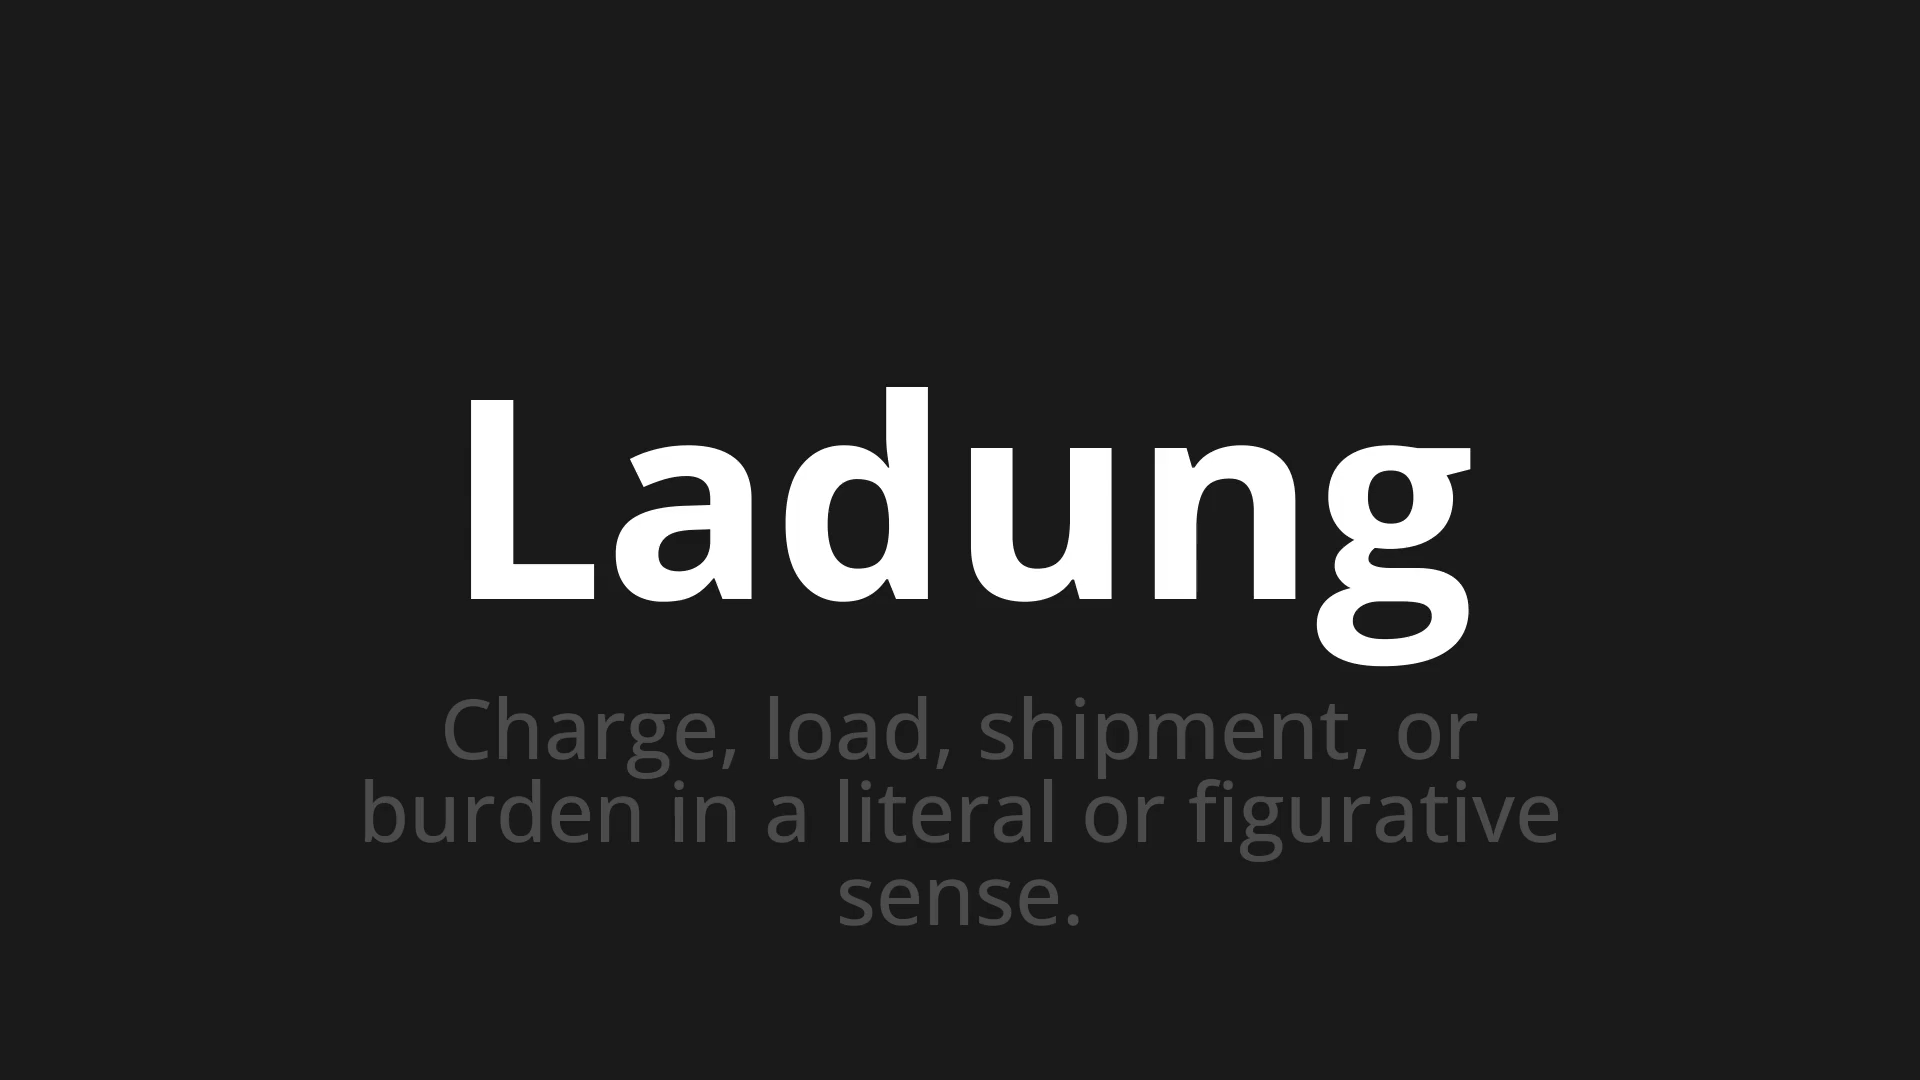 Ladung
Charge, load, shipment, or
burden in a literal or figurative
sense.